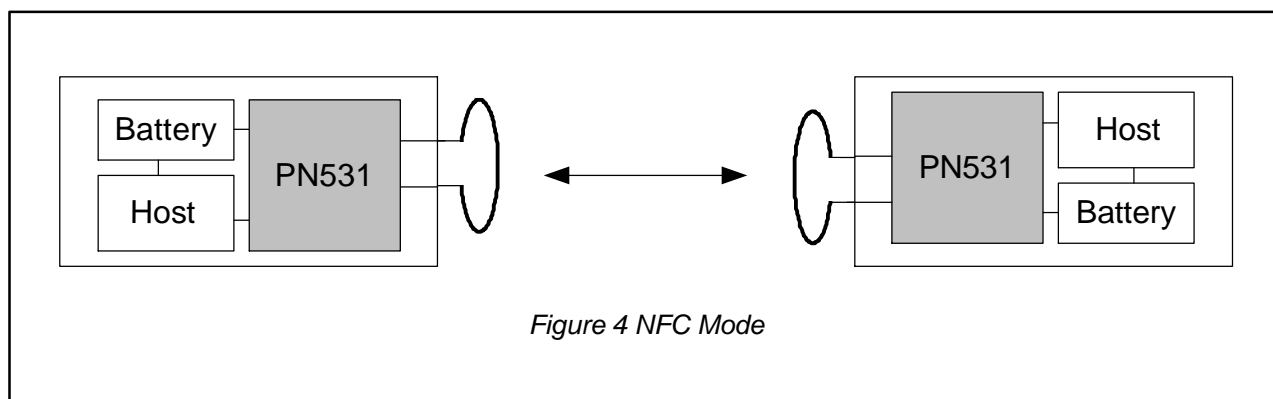 Battery
Host
PN531
PN531
Host
Battery
Figure 4 NFC Mode